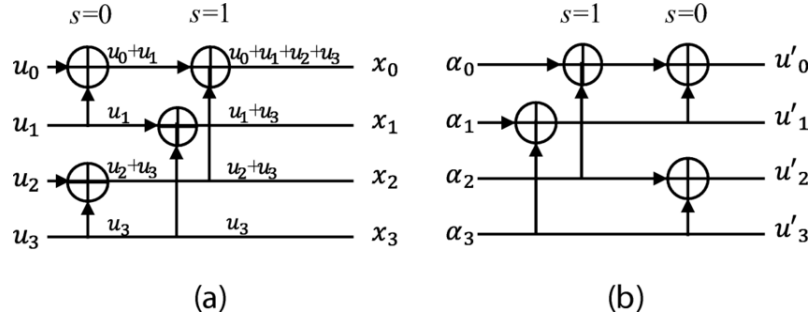 s=0 s=1 s=1 s=0
u₀ u₀+u₁ u₀+u₁+u₂+u₃ x₀ α₀ u'₀
u₁ u₁ u₁+u₃ x₁ α₁ u'₁
u₂ u₂+u₃ u₂+u₃ x₂ α₂ u'₂
u₃ u₃ u₃ x₃ α₃ u'₃
(a) (b)